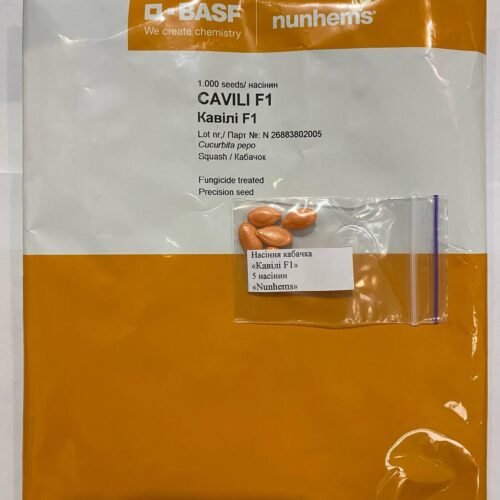 BASF
We create chemistry
nunhems®
1.000 seeds/ насінин
CAVILI F1
Кавілі F1
Lot nr,/ Парт №: N 26883802005
Cucurbita pepo
Squash / Кабачок
Fungicide treated
Precision seed
Насіння кабачка
«Кавілі F1»
5 насінин
«Nunhems»